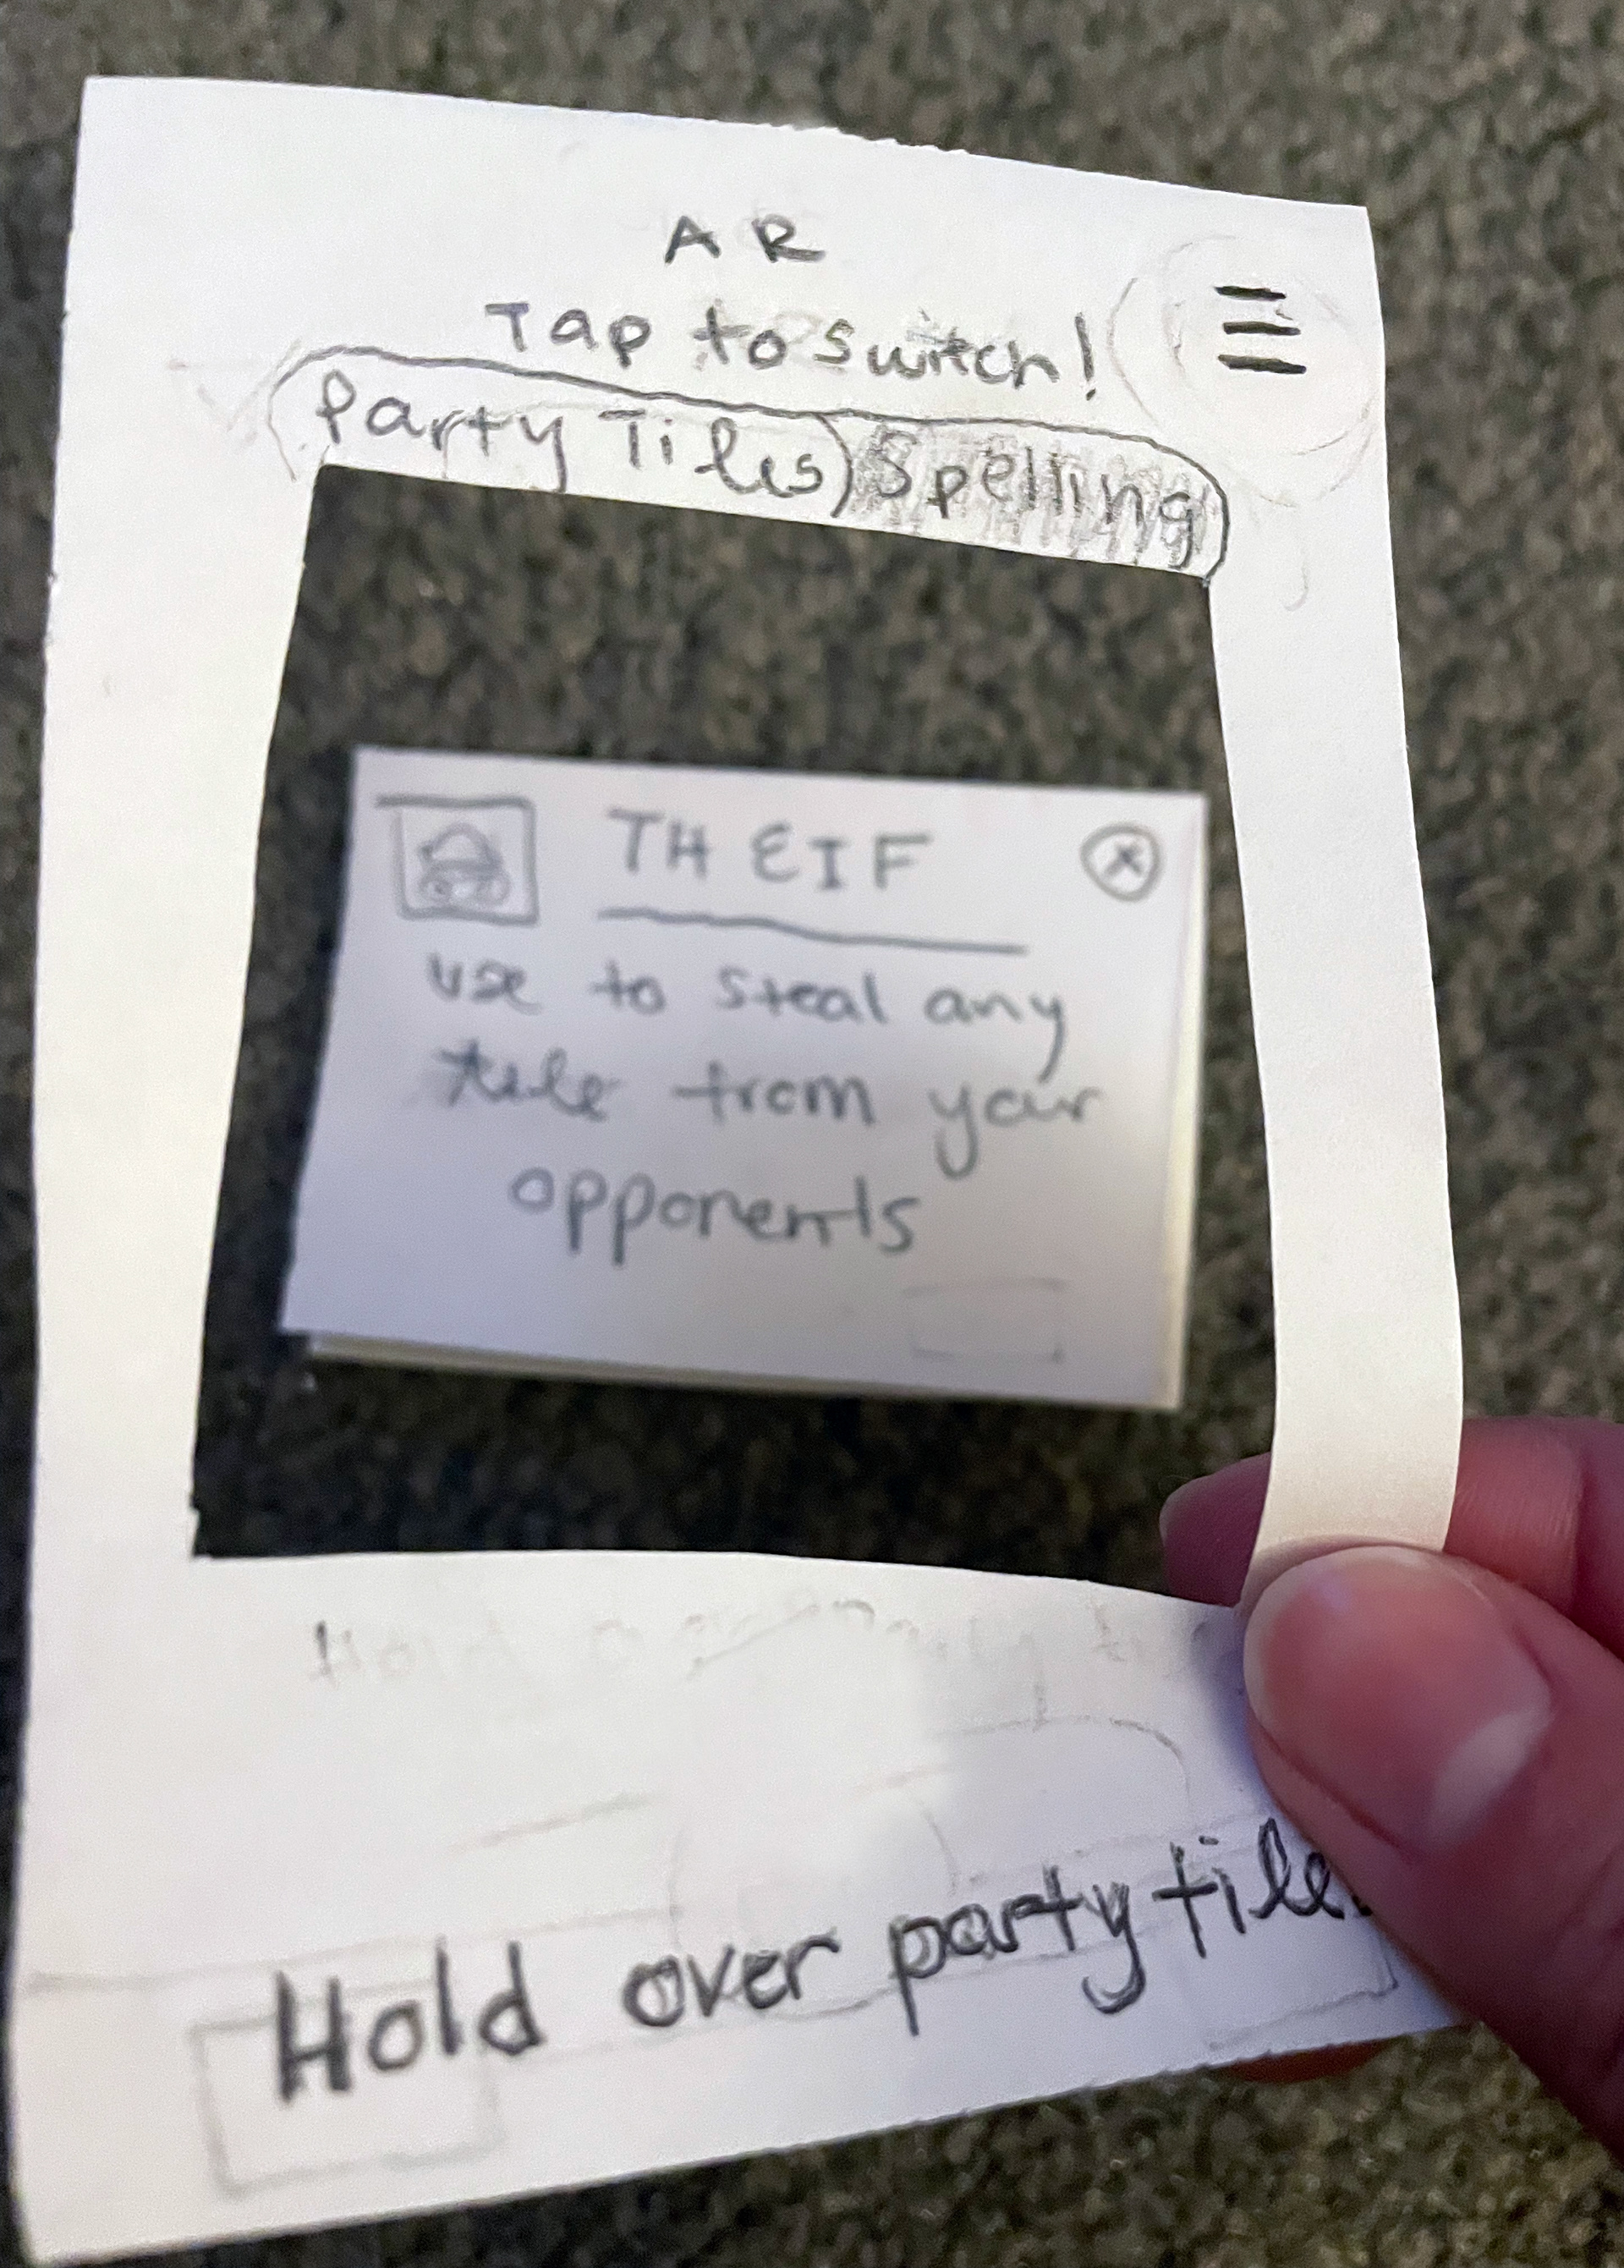 AR
Tap to switch!
Party Tiles Spelling
THEIF
use to steal any
tile from your
opponents
Hold over party tile